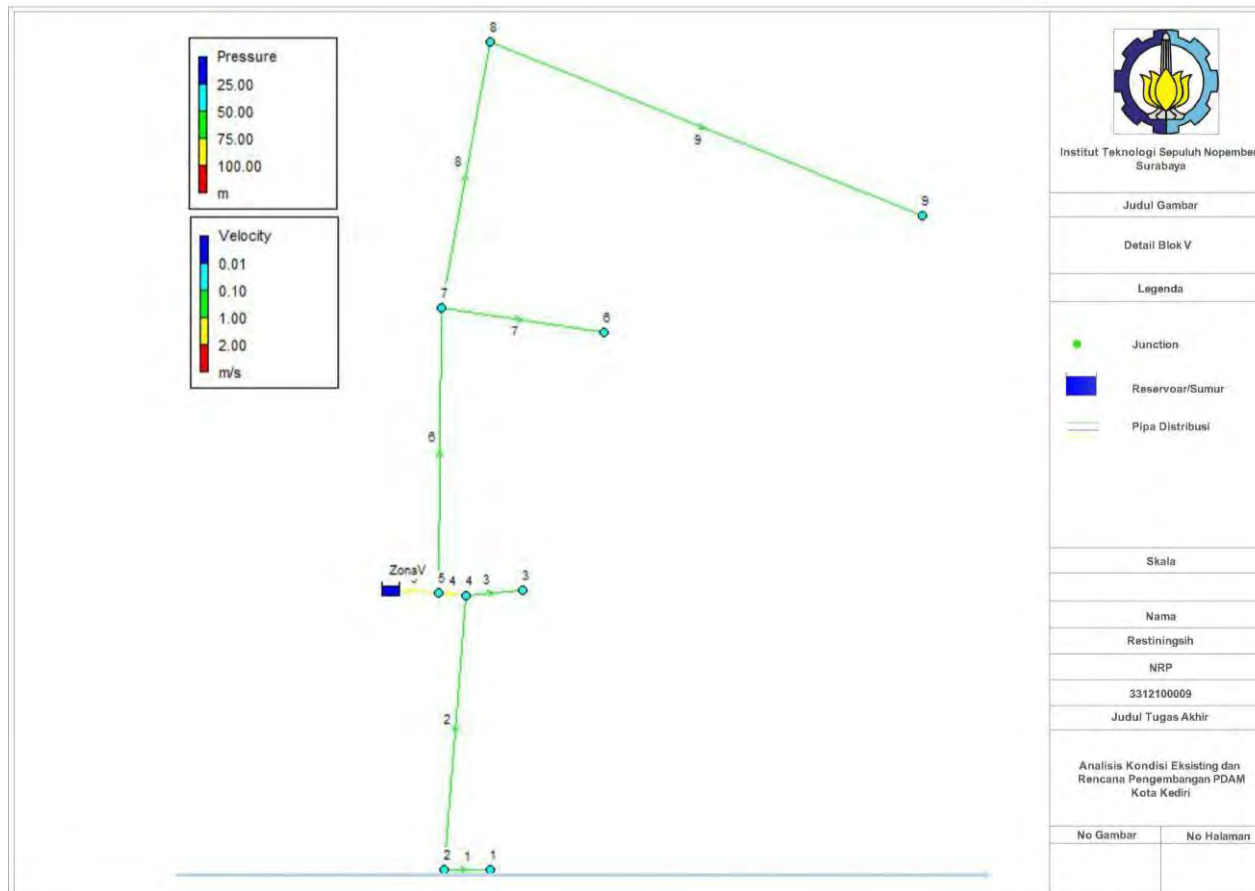 Pressure
25.00
50.00
75.00
100.00
m
Velocity
0.01
0.10
1.00
2.00
m/s
8
8
9
9
7
7
6
6
ZonaV
5
4
4
3
3
2
2
1
1
Institut Teknologi Sepuluh Nopember
Surabaya
Judul Gambar
Detail Blok V
Legenda
Junction
Reservoar/Sumur
Pipa Distribusi
Skala
Nama
Restiningsih
NRP
3312100009
Judul Tugas Akhir
Analisis Kondisi Eksisting dan
Rencana Pengembangan PDAM
Kota Kediri
No Gambar
No Halaman